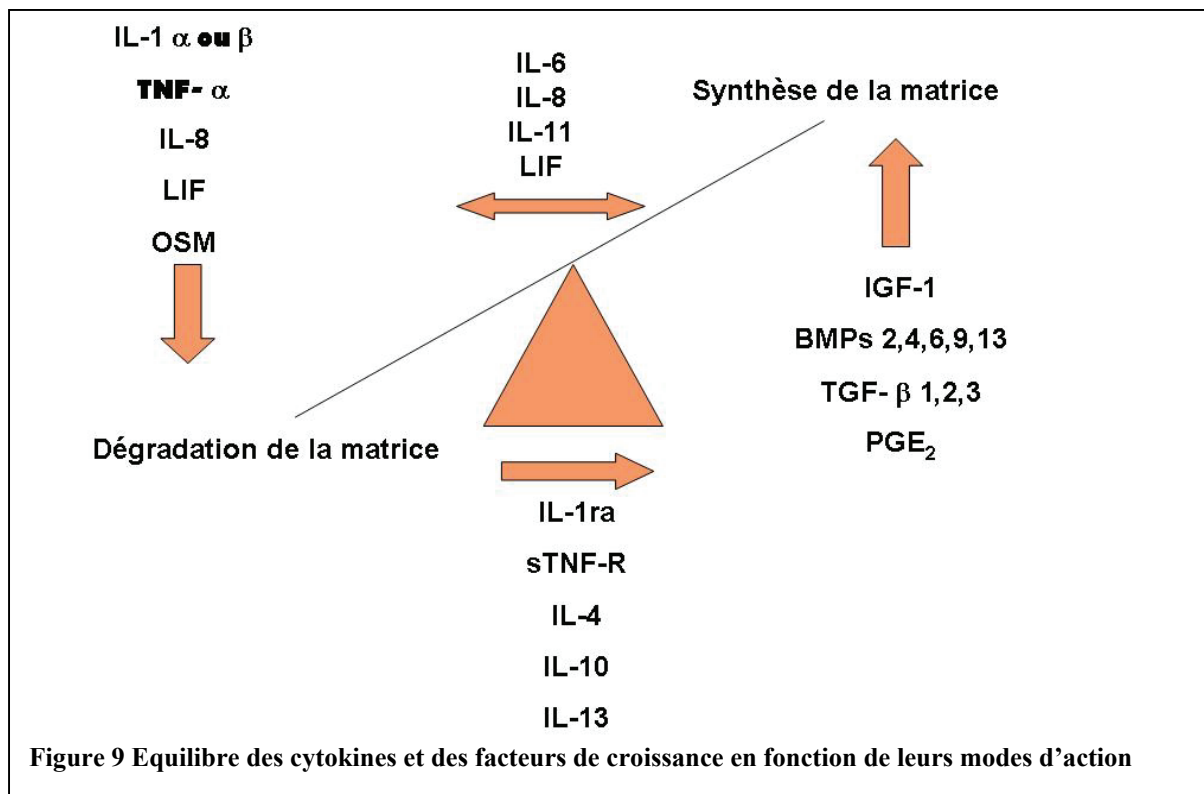 IL-1 α ou β
TNF- α
IL-8
LIF
OSM
Dégradation de la matrice
IL-6
IL-8
IL-11
LIF
IL-1ra
sTNF-R
IL-4
IL-10
IL-13
Synthèse de la matrice
IGF-1
BMPs 2,4,6,9,13
TGF- β 1,2,3
PGE₂
Figure 9 Equilibre des cytokines et des facteurs de croissance en fonction de leurs modes d’action